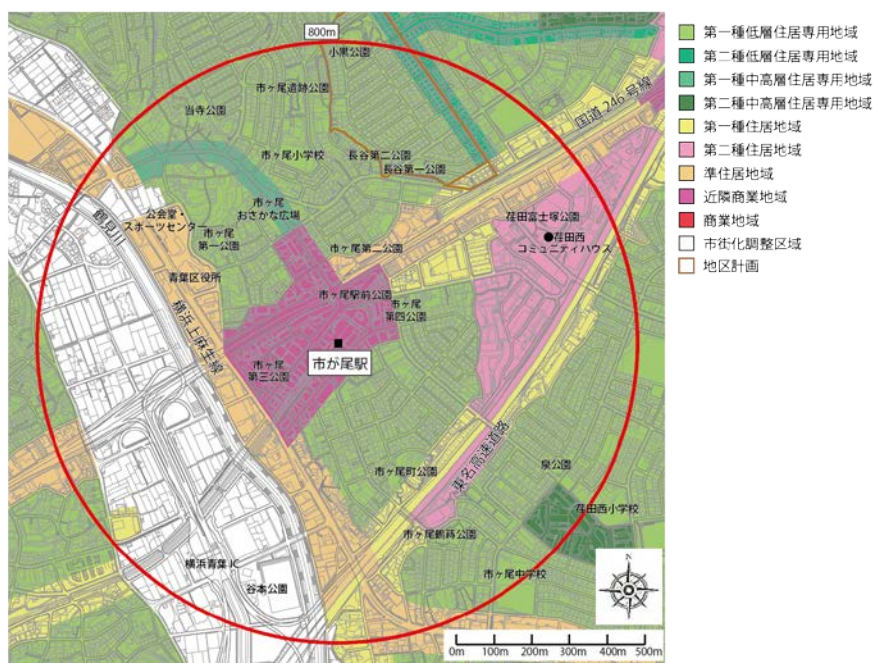 800m
小黒公園
市ヶ尾遺跡公園
当寺公園
国道246号線
市ヶ尾小学校
長谷第二公園
長谷第一公園
市ヶ尾
おさかな広場
公会堂・
スポーツセンター
市ヶ尾
第一公園
鶴見川
荏田富士塚公園
荏田西
コミュニティハウス
市ヶ尾第二公園
青葉区役所
市ヶ尾駅前公園
市ヶ尾
第四公園
横浜上麻生線
市が尾駅
市ヶ尾
第三公園
東名高速道路
市ヶ尾町公園
泉公園
荏田西小学校
市ヶ尾鶴蒔公園
横浜青葉JC
谷本公園
市ヶ尾中学校
N
0m 100m 200m 300m 400m 500m
第一種低層住居専用地域
第二種低層住居専用地域
第一種中高層住居専用地域
第二種中高層住居専用地域
第一種住居地域
第二種住居地域
準住居地域
近隣商業地域
商業地域
市街化調整区域
地区計画